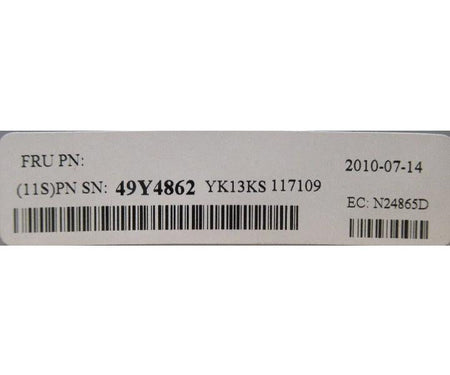 FRU PN:
2010-07-14
(11S)PN SN: 49Y4862 YK13KS 117109
EC: N24865D